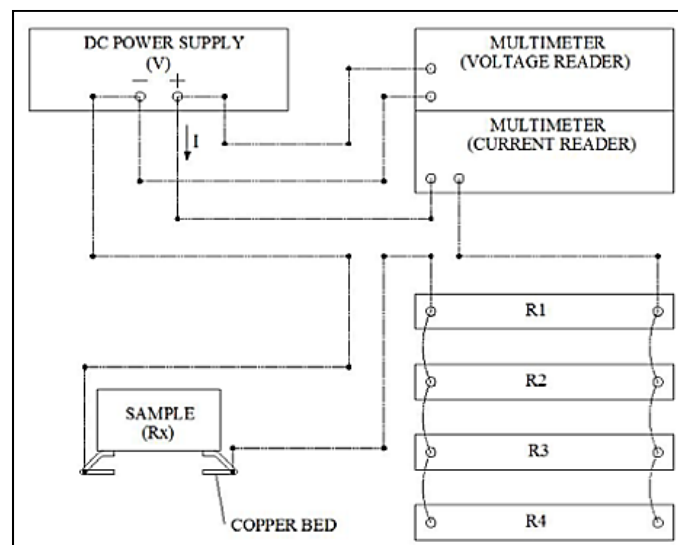 DC POWER SUPPLY
(V)
− +
I
MULTIMETER
(VOLTAGE READER)
MULTIMETER
(CURRENT READER)
R1
R2
R3
R4
SAMPLE
(Rx)
COPPER BED